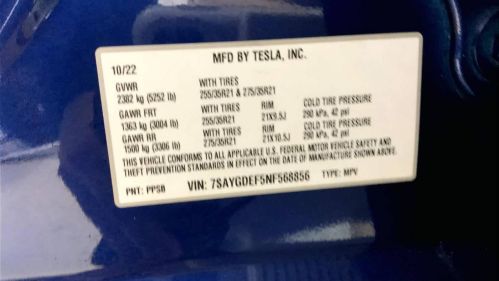 MFD BY TESLA, INC.
10/22
GVWR WITH TIRES
2382 kg (5252 lb) 255/35R21 & 275/35R21
GAWR FRT WITH TIRES RIM COLD TIRE PRESSURE
1363 kg (3004 lb) 255/35R21 21X9.5J 290 kPa, 42 psi
GAWR RR WITH TIRES RIM COLD TIRE PRESSURE
1500 kg (3306 lb) 275/35R21 21X10.5J 290 kPa, 42 psi
THIS VEHICLE CONFORMS TO ALL APPLICABLE U.S. FEDERAL MOTOR VEHICLE SAFETY AND
THEFT PREVENTION STANDARDS IN EFFECT ON THE DATE OF MANUFACTURE SHOWN ABOVE.
PNT: PPSB VIN: 7SAYGDEF5NF568856 TYPE: MPV